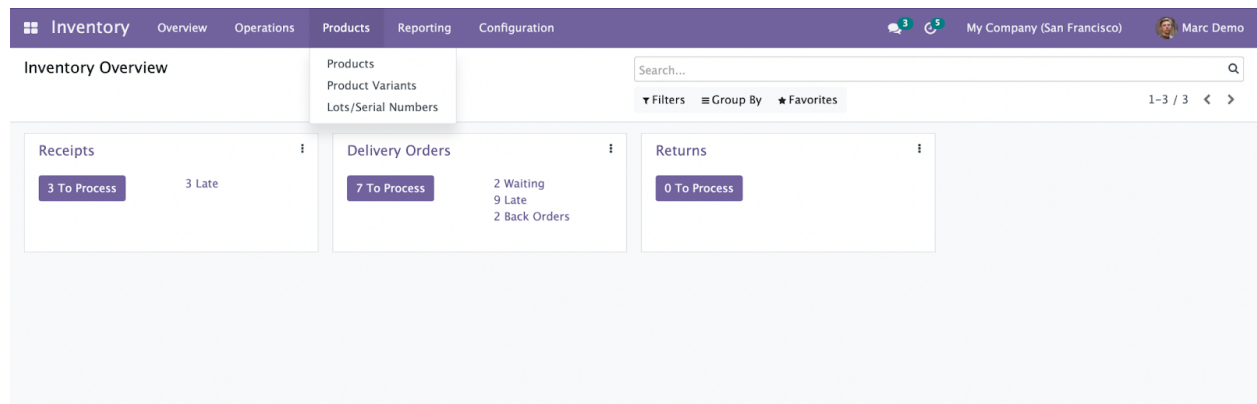 Inventory Overview Operations Products Reporting Configuration 3 5 My Company (San Francisco) Marc Demo
Inventory Overview
Products
Product Variants
Lots/Serial Numbers
Search...
Filters Group By Favorites 1-3 / 3
Receipts
3 To Process 3 Late
Delivery Orders
7 To Process 2 Waiting
9 Late
2 Back Orders
Returns
0 To Process